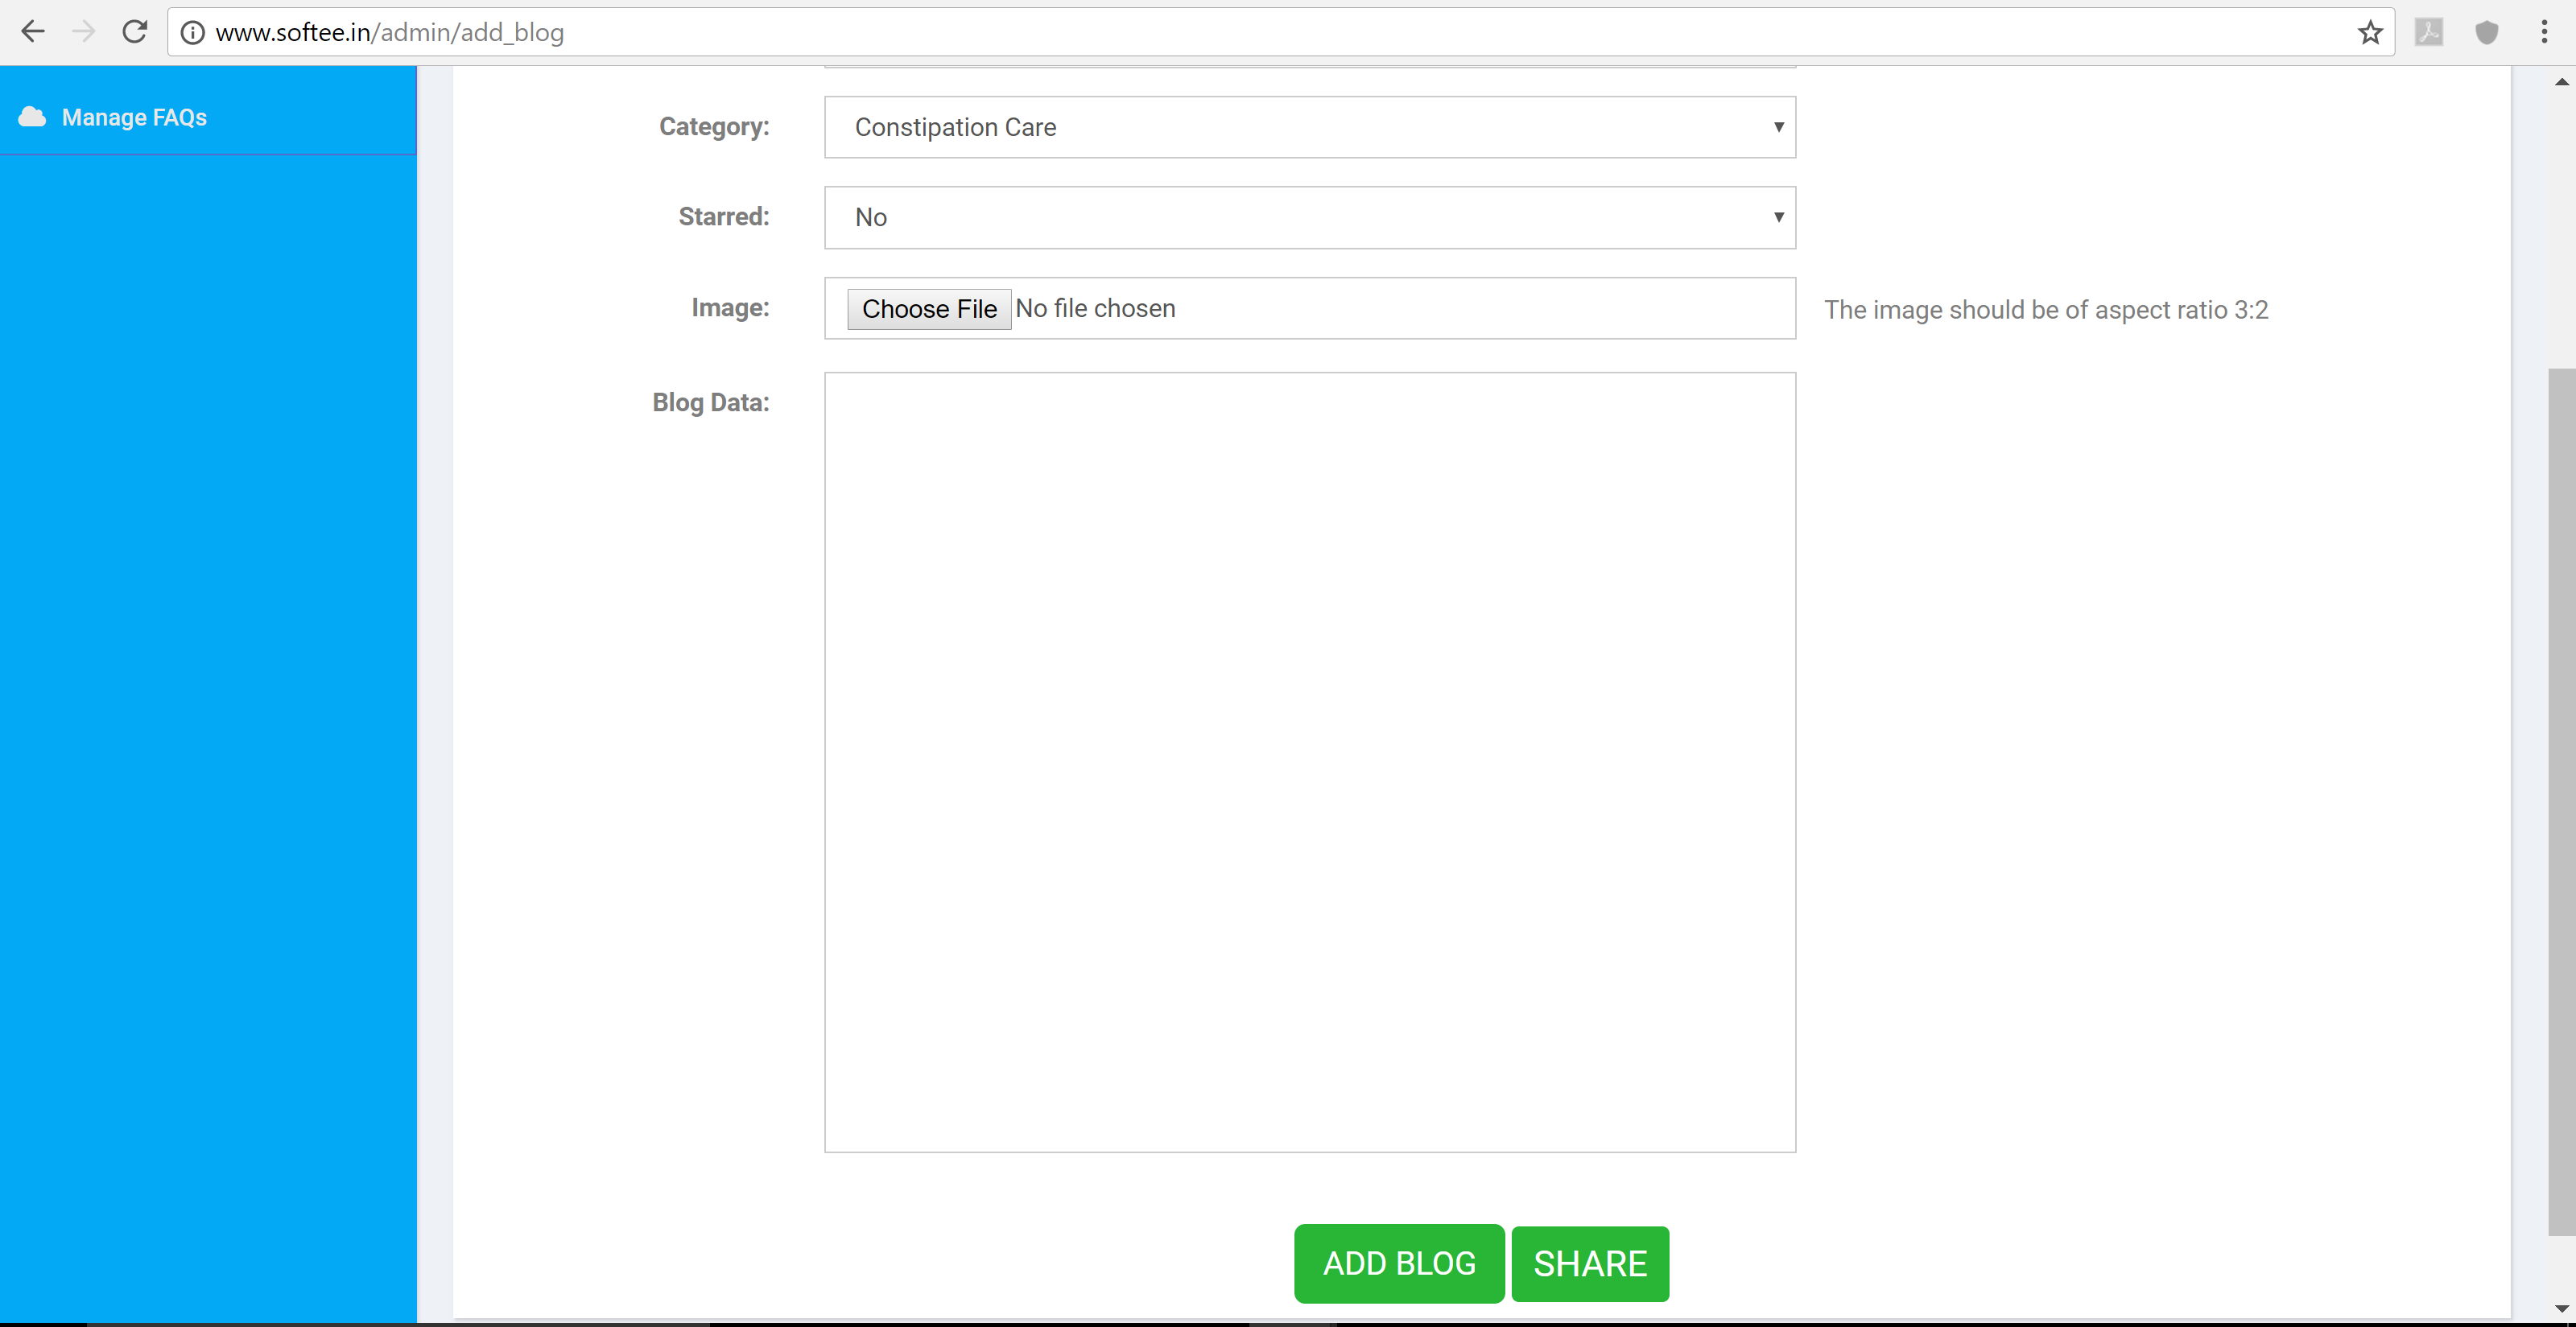 www.softee.in/admin/add_blog
Manage FAQs
Category: Constipation Care
Starred: No
Image: Choose File No file chosen The image should be of aspect ratio 3:2
Blog Data:
ADD BLOG SHARE